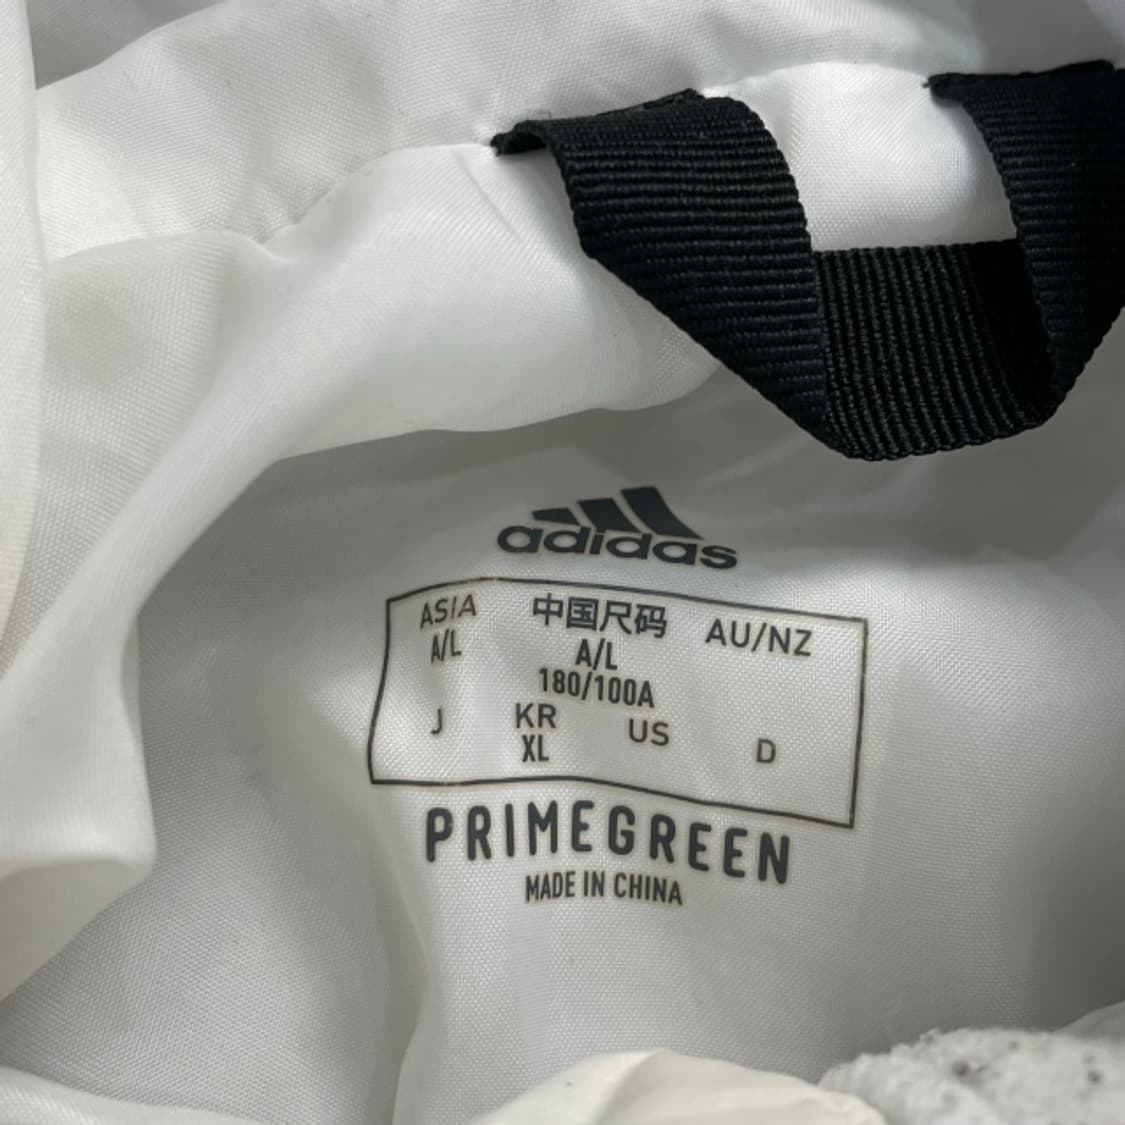 adidas
ASIA 中国尺码 AU/NZ
A/L A/L
180/100A
J KR US D
XL
PRIMEGREEN
MADE IN CHINA